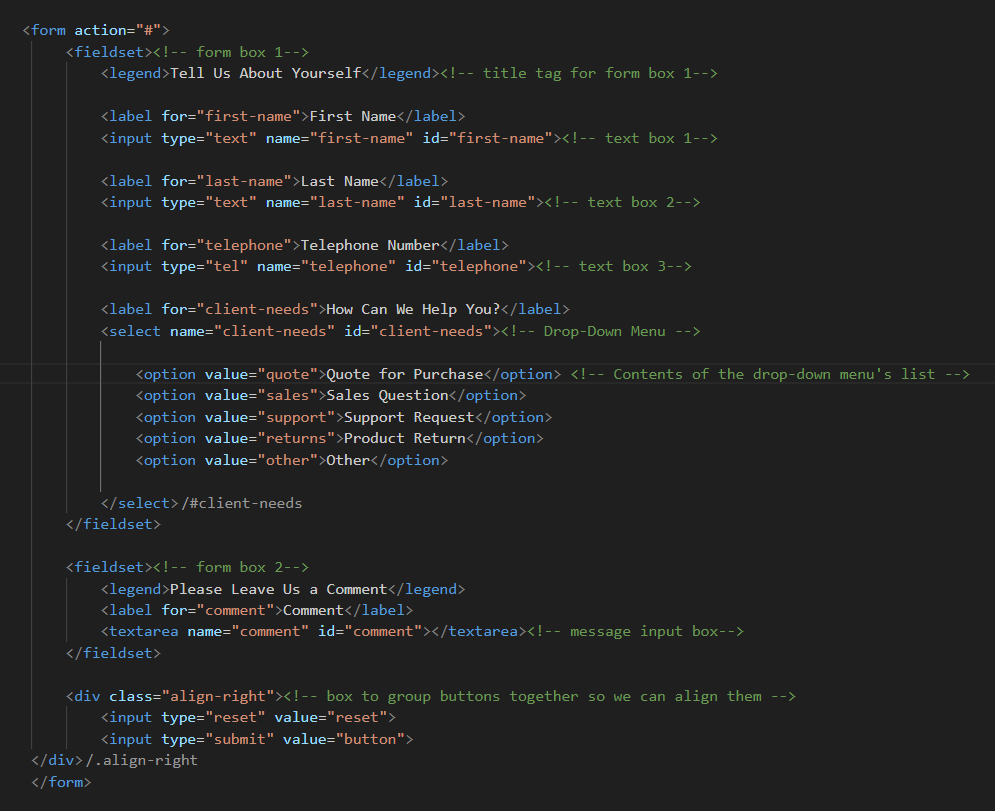 <form action="#">
<fieldset><!-- form box 1-->
<legend>Tell Us About Yourself</legend><!-- title tag for form box 1-->
<label for="first-name">First Name</label>
<input type="text" name="first-name" id="first-name"><!-- text box 1-->
<label for="last-name">Last Name</label>
<input type="text" name="last-name" id="last-name"><!-- text box 2-->
<label for="telephone">Telephone Number</label>
<input type="tel" name="telephone" id="telephone"><!-- text box 3-->
<label for="client-needs">How Can We Help You?</label>
<select name="client-needs" id="client-needs"><!-- Drop-Down Menu -->
<option value="quote">Quote for Purchase</option> <!-- Contents of the drop-down menu's list -->
<option value="sales">Sales Question</option>
<option value="support">Support Request</option>
<option value="returns">Product Return</option>
<option value="other">Other</option>
</select>/#client-needs
</fieldset>
<fieldset><!-- form box 2-->
<legend>Please Leave Us a Comment</legend>
<label for="comment">Comment</label>
<textarea name="comment" id="comment"></textarea><!-- message input box-->
</fieldset>
<div class="align-right"><!-- box to group buttons together so we can align them -->
<input type="reset" value="reset">
<input type="submit" value="button">
</div>/.align-right
</form>